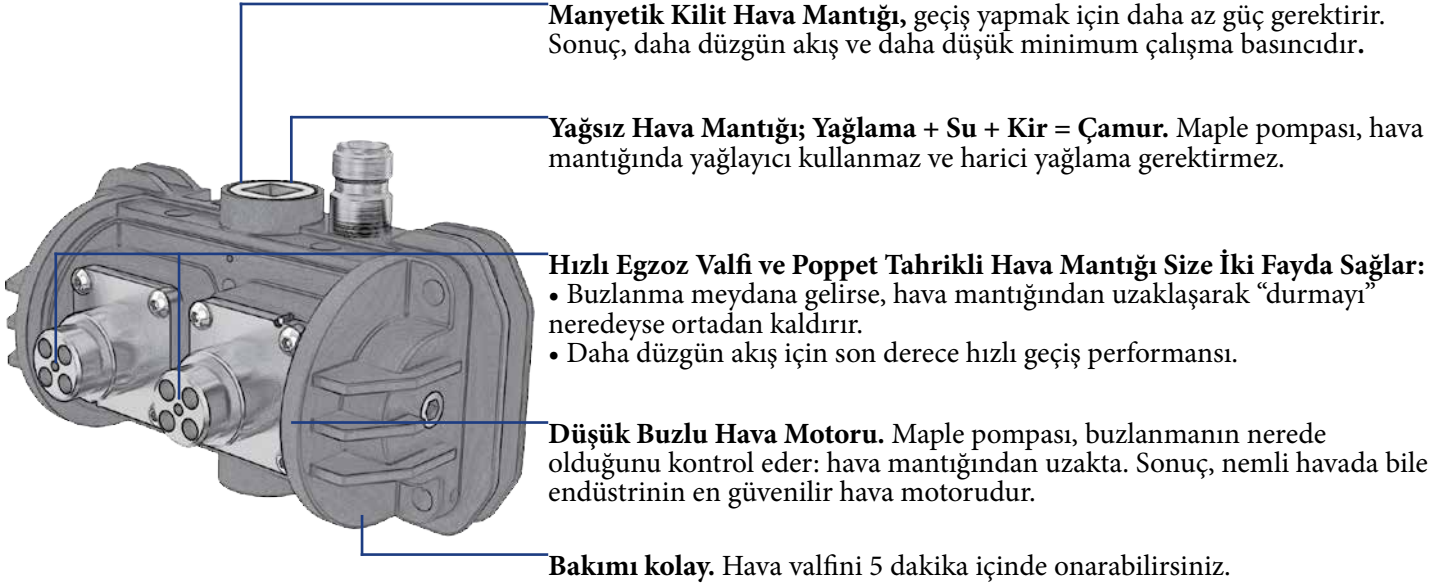 Manyetik Kilit Hava Mantığı, geçiş yapmak için daha az güç gerektirir.
Sonuç, daha düzgün akış ve daha düşük minimum çalışma basıncıdır.
Yağsız Hava Mantığı; Yağlama + Su + Kir = Çamur. Maple pompası, hava
mantığında yağlayıcı kullanmaz ve harici yağlama gerektirmez.
Hızlı Egzoz Valfi ve Poppet Tahrikli Hava Mantığı Size İki Fayda Sağlar:
• Buzlanma meydana gelirse, hava mantığından uzaklaşarak “durmayı”
neredeyse ortadan kaldırır.
• Daha düzgün akış için son derece hızlı geçiş performansı.
Düşük Buzlu Hava Motoru. Maple pompası, buzlanmanın nerede
olduğunu kontrol eder: hava mantığından uzakta. Sonuç, nemli havada bile
endüstrinin en güvenilir hava motorudur.
Bakımı kolay. Hava valfini 5 dakika içinde onarabilirsiniz.